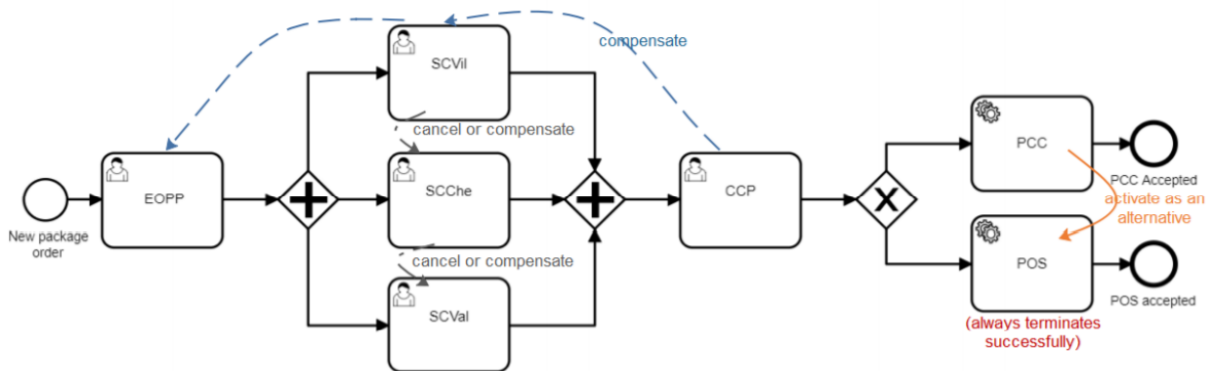 SCVil
compensate
cancel or compensate
EOPP
SCChe
CCP
PCC
New package
order
PCC Accepted
activate as an
alternative
cancel or compensate
SCVal
POS
POS accepted
(always terminates
successfully)